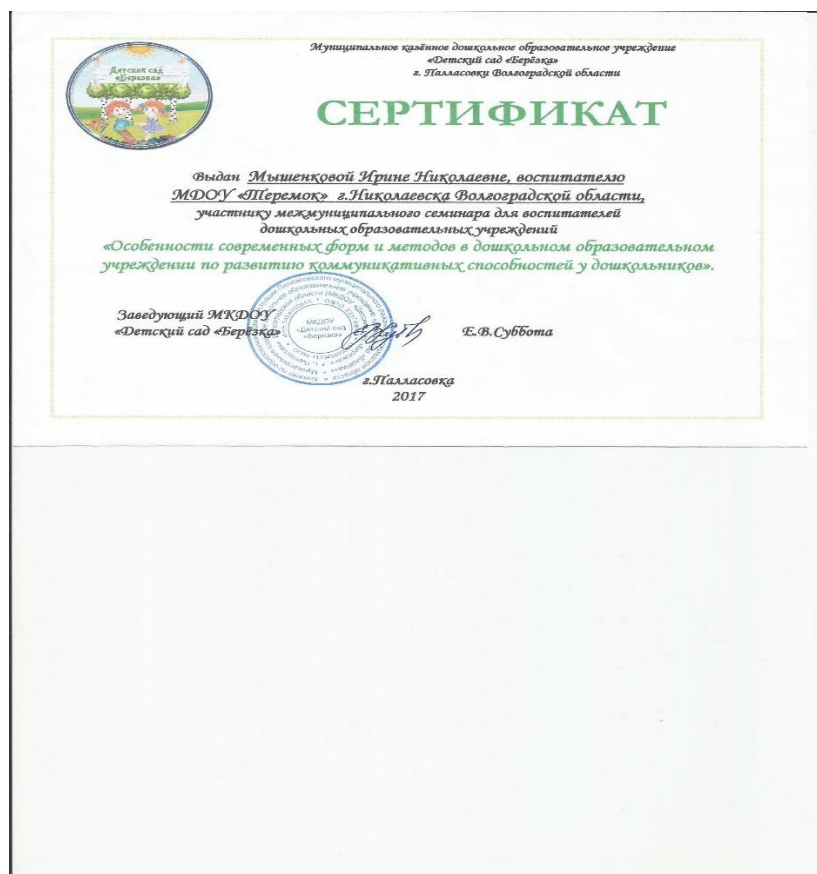 Муниципальное казённое дошкольное образовательное учреждение
«Детский сад «Берёзка»
г. Палласовки Волгоградской области
Детский сад
«Березка»
СЕРТИФИКАТ
Выдан Мышенковой Ирине Николаевне, воспитателю
МДОУ «Теремок» г.Николаевска Волгоградской области,
участнику межмуниципального семинара для воспитателей
дошкольных образовательных учреждений
«Особенности современных форм и методов в дошкольном образовательном
учреждении по развитию коммуникативных способностей у дошкольников».
Заведующий МКДОУ
«Детский сад «Берёзка»
Е.В.Суббота
МКДОУ
«Детский сад
«Березка»
г.Палласовка
2017